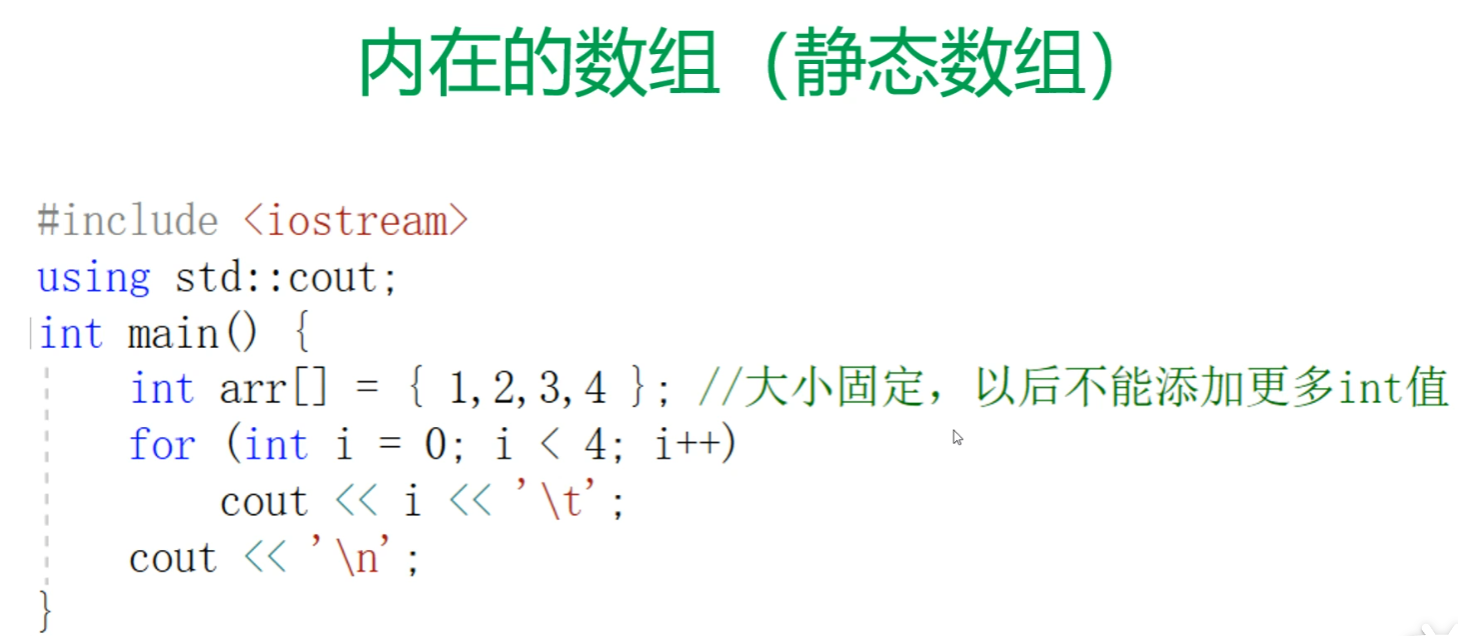 内在的数组（静态数组）
#include <iostream>
using std::cout;
int main() {
int arr[] = { 1,2,3,4 }; //大小固定，以后不能添加更多int值
for (int i = 0; i < 4; i++)
cout << i << '\t';
cout << '\n';
}